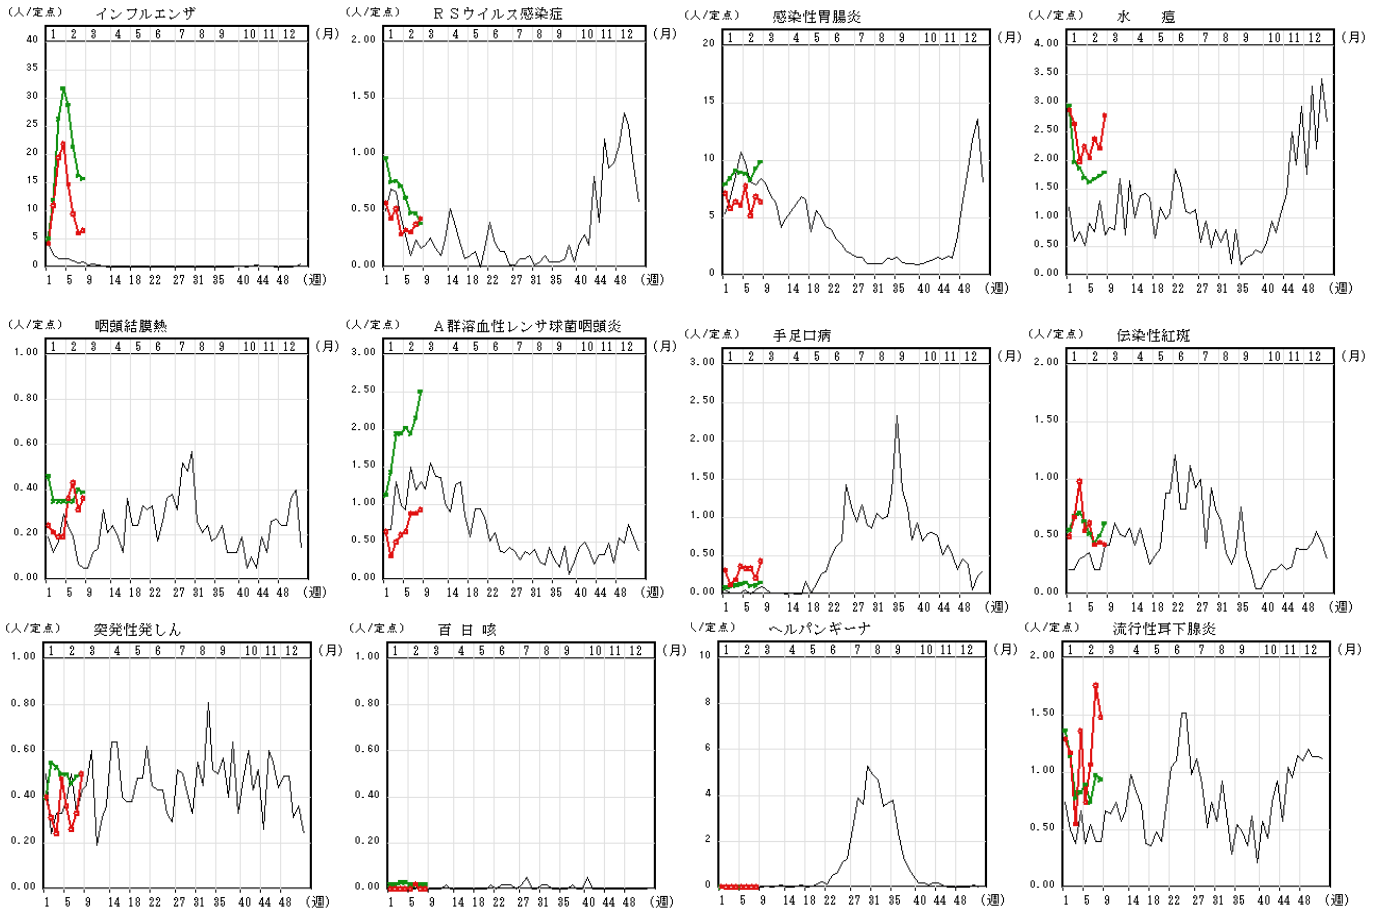 (人/定点) インフルエンザ
1 2 3 4 5 6 7 8 9 10 11 12 (月)
40
35
30
25
20
15
10
5
0
1 5 9 14 18 22 27 31 35 40 44 48 (週)
(人/定点) RSウイルス感染症
1 2 3 4 5 6 7 8 9 10 11 12 (月)
2.00
1.50
1.00
0.50
0.00
1 5 9 14 18 22 27 31 35 40 44 48 (週)
(人/定点) 感染性胃腸炎
1 2 3 4 5 6 7 8 9 10 11 12 (月)
20
15
10
5
0
1 5 9 14 18 22 27 31 35 40 44 48 (週)
(人/定点) 水 痘
1 2 3 4 5 6 7 8 9 10 11 12 (月)
4.00
3.50
3.00
2.50
2.00
1.50
1.00
0.50
0.00
1 5 9 14 18 22 27 31 35 40 44 48 (週)
(人/定点) 咽頭結膜熱
1 2 3 4 5 6 7 8 9 10 11 12 (月)
1.00
0.80
0.60
0.40
0.20
0.00
1 5 9 14 18 22 27 31 35 40 44 48 (週)
(人/定点) A群溶血性レンサ球菌咽頭炎
1 2 3 4 5 6 7 8 9 10 11 12 (月)
3.00
2.50
2.00
1.50
1.00
0.50
0.00
1 5 9 14 18 22 27 31 35 40 44 48 (週)
(人/定点) 手足口病
1 2 3 4 5 6 7 8 9 10 11 12 (月)
3.00
2.50
2.00
1.50
1.00
0.50
0.00
1 5 9 14 18 22 27 31 35 40 44 48 (週)
(人/定点) 伝染性紅斑
1 2 3 4 5 6 7 8 9 10 11 12 (月)
2.00
1.50
1.00
0.50
0.00
1 5 9 14 18 22 27 31 35 40 44 48 (週)
(人/定点) 突発性発しん
1 2 3 4 5 6 7 8 9 10 11 12 (月)
1.00
0.80
0.60
0.40
0.20
0.00
1 5 9 14 18 22 27 31 35 40 44 48 (週)
(人/定点) 百 日 咳
1 2 3 4 5 6 7 8 9 10 11 12 (月)
1.00
0.80
0.60
0.40
0.20
0.00
1 5 9 14 18 22 27 31 35 40 44 48 (週)
(人/定点) ヘルパンギーナ
1 2 3 4 5 6 7 8 9 10 11 12 (月)
10
8
6
4
2
0
1 5 9 14 18 22 27 31 35 40 44 48 (週)
(人/定点) 流行性耳下腺炎
1 2 3 4 5 6 7 8 9 10 11 12 (月)
2.00
1.50
1.00
0.50
0.00
1 5 9 14 18 22 27 31 35 40 44 48 (週)